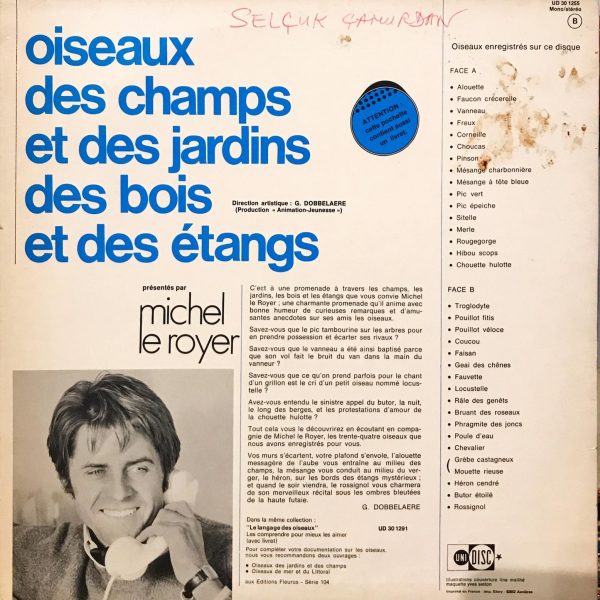 SELÇUK ÇAMURDAN
UD 30 1255
Mono/stéréo
B
oiseaux
des champs
et des jardins
des bois
et des étangs
ATTENTION :
cette pochette
contient aussi
un livret.
Direction artistique : G. DOBBELAERE
(Production « Animation-Jeunesse »)
présentés par
michel
le royer
C'est à une promenade à travers les champs, les
jardins, les bois et les étangs que vous convie Michel
le Royer ; une charmante promenade qu'il anime avec
bonne humeur de curieuses remarques et d'amu-
santes anecdotes sur ses amis les oiseaux.
Savez-vous que le pic tambourine sur les arbres pour
en prendre possession et écarter ses rivaux ?
Savez-vous que le vanneau a été ainsi baptisé parce
que son vol fait le bruit du van dans la main du
vanneur ?
Savez-vous que ce qu'on prend parfois pour le chant
d'un grillon est le cri d'un petit oiseau nommé locus-
telle ?
Avez-vous entendu le sinistre appel du butor, la nuit,
le long des berges, et les protestations d'amour de
la chouette hulotte ?
Tout cela vous le découvrirez en écoutant en compa-
gnie de Michel le Royer, les trente-quatre oiseaux que
nous avons enregistrés pour vous.
Vos murs s'écartent, votre plafond s'envole, l'alouette
messagère de l'aube vous entraîne au milieu des
champs, la mésange vous conduit au milieu du ver-
ger, le héron, sur les bords des étangs mystérieux ;
et quand le soir viendra, le rossignol vous charmera
de son merveilleux récital sous les ombres bleutées
de la haute futaie.
G. DOBBELAERE
Dans la même collection :
"Le langage des oiseaux" UD 30 1291
Les comprendre pour mieux les aimer
(avec livret)
Pour compléter votre documentation sur les oiseaux,
nous vous recommandons deux ouvrages :
• Oiseaux des jardins et des champs
• Oiseaux de mer et du Littoral
aux Editions Fleurus - Série 104
Oiseaux enregistrés sur ce disque
FACE A
• Alouette
• Faucon crécerelle
• Vanneau
• Freux
• Corneille
• Choucas
• Pinson
• Mésange charbonnière
• Mésange à tête bleue
• Pic vert
• Pic épeiche
• Sitelle
• Merle
• Rougegorge
• Hibou scops
• Chouette hulotte
FACE B
• Troglodyte
• Pouillot fitis
• Pouillot véloce
• Coucou
• Faisan
• Geai des chênes
• Fauvette
• Locustelle
• Râle des genêts
• Bruant des roseaux
• Phragmite des joncs
• Poule d'eau
• Chevalier
( Grèbe castagneux
Mouette rieuse
• Héron cendré
• Butor étoilé
• Rossignol
UNI DISC
illustrations couverture line mailhé
maquette yves sieton